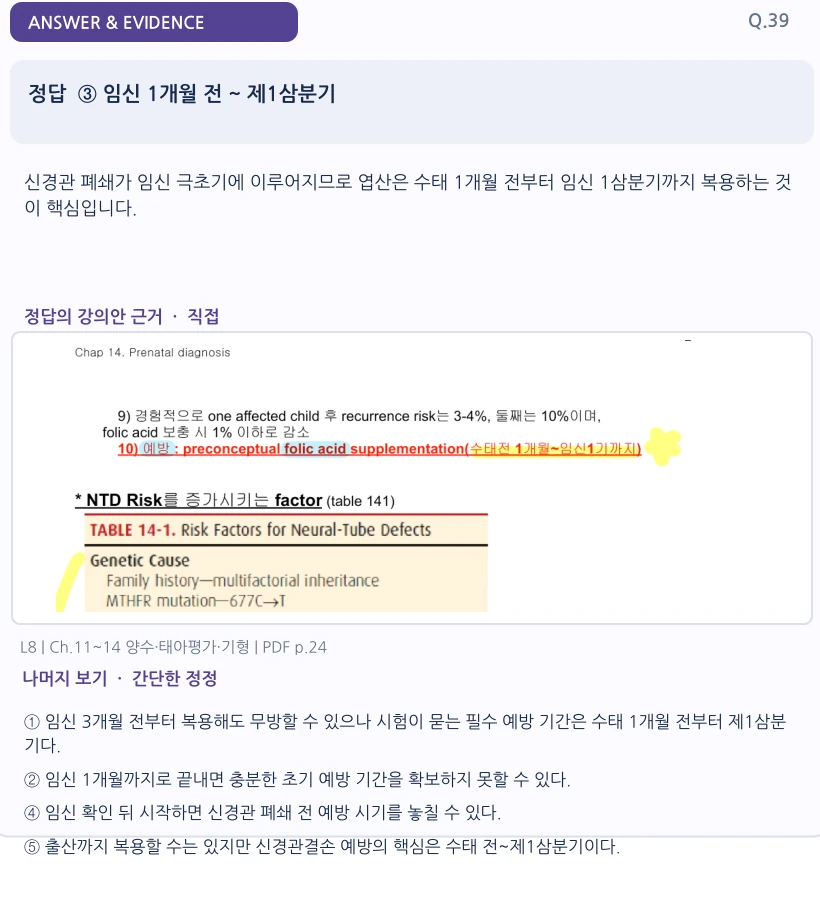 ANSWER & EVIDENCE
Q.39
정답 ③ 임신 1개월 전 ~ 제1삼분기
신경관 폐쇄가 임신 극초기에 이루어지므로 엽산은 수태 1개월 전부터 임신 1삼분기까지 복용하는 것
이 핵심입니다.
정답의 강의안 근거 · 직접
Chap 14. Prenatal diagnosis
9) 경험적으로 one affected child 후 recurrence risk는 3-4%, 둘째는 10%이며,
folic acid 보충 시 1% 이하로 감소
10) 예방 : preconceptual folic acid supplementation(수태전 1개월~임신1기까지)
* NTD Risk를 증가시키는 factor (table 141)
TABLE 14-1. Risk Factors for Neural-Tube Defects
Genetic Cause
Family history—multifactorial inheritance
MTHFR mutation—677C→T
L8 | Ch.11~14 양수·태아평가·기형 | PDF p.24
나머지 보기 · 간단한 정정
① 임신 3개월 전부터 복용해도 무방할 수 있으나 시험이 묻는 필수 예방 기간은 수태 1개월 전부터 제1삼분
기다.
② 임신 1개월까지로 끝내면 충분한 초기 예방 기간을 확보하지 못할 수 있다.
④ 임신 확인 뒤 시작하면 신경관 폐쇄 전 예방 시기를 놓칠 수 있다.
⑤ 출산까지 복용할 수는 있지만 신경관결손 예방의 핵심은 수태 전~제1삼분기이다.